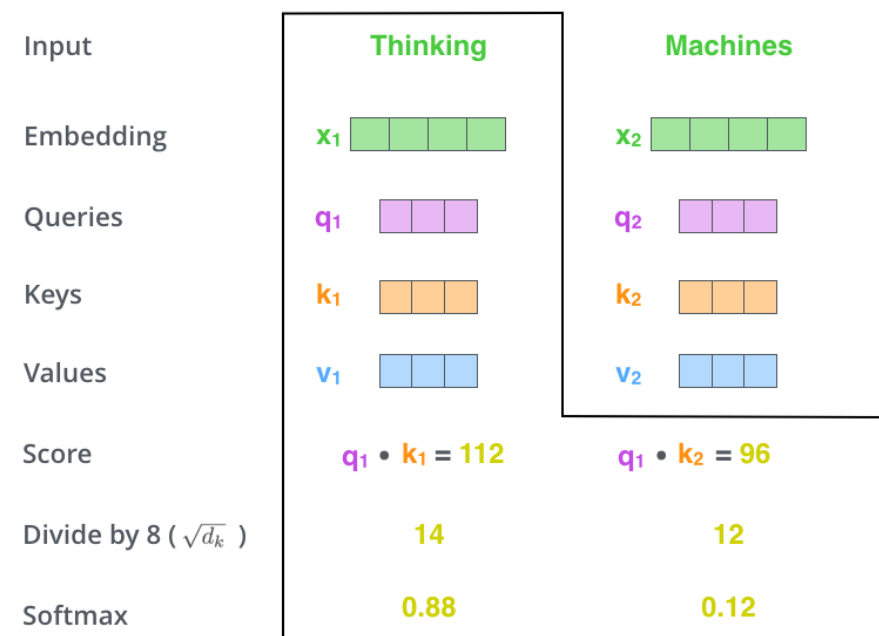 Input Thinking Machines
Embedding x₁ x₂
Queries q₁ q₂
Keys k₁ k₂
Values v₁ v₂
Score q₁ • k₁ = 112 q₁ • k₂ = 96
Divide by 8 ( √dₖ ) 14 12
Softmax 0.88 0.12